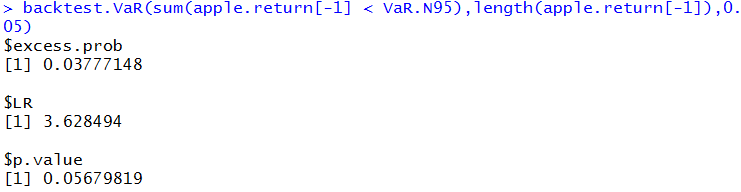 > backtest.VaR(sum(apple.return[-1] < VaR.N95),length(apple.return[-1]),0.
05)
$excess.prob
[1] 0.03777148
$LR
[1] 3.628494
$p.value
[1] 0.05679819